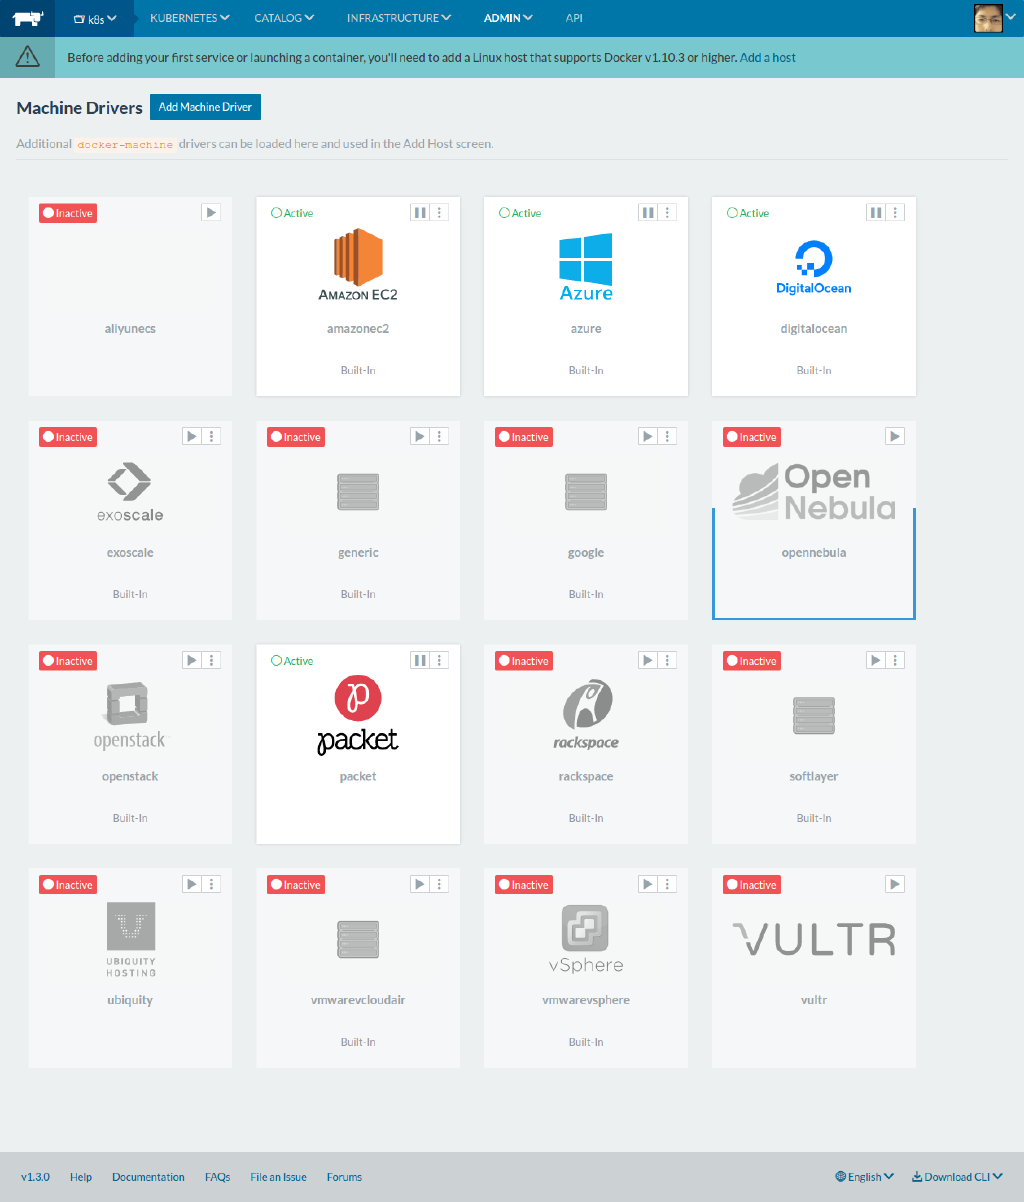 k8s KUBERNETES CATALOG INFRASTRUCTURE ADMIN API
Before adding your first service or launching a container, you'll need to add a Linux host that supports Docker v1.10.3 or higher. Add a host
Machine Drivers Add Machine Driver
Additional docker-machine drivers can be loaded here and used in the Add Host screen.
Inactive
aliyunecs
Active
AMAZON EC2
amazonec2
Built-In
Active
Azure
azure
Built-In
Active
DigitalOcean
digitalocean
Built-In
Inactive
exoscale
exoscale
Built-In
Inactive
generic
Built-In
Inactive
google
Built-In
Inactive
Open
Nebula
opennebula
Inactive
openstack
openstack
Built-In
Active
packet
packet
Inactive
rackspace
rackspace
Built-In
Inactive
softlayer
Built-In
Inactive
UBIQUITY
HOSTING
ubiquity
Inactive
vmwarevcloudair
Built-In
Inactive
vSphere
vmwarevsphere
Built-In
Inactive
VULTR
vultr
v1.3.0 Help Documentation FAQs File an Issue Forums English Download CLI